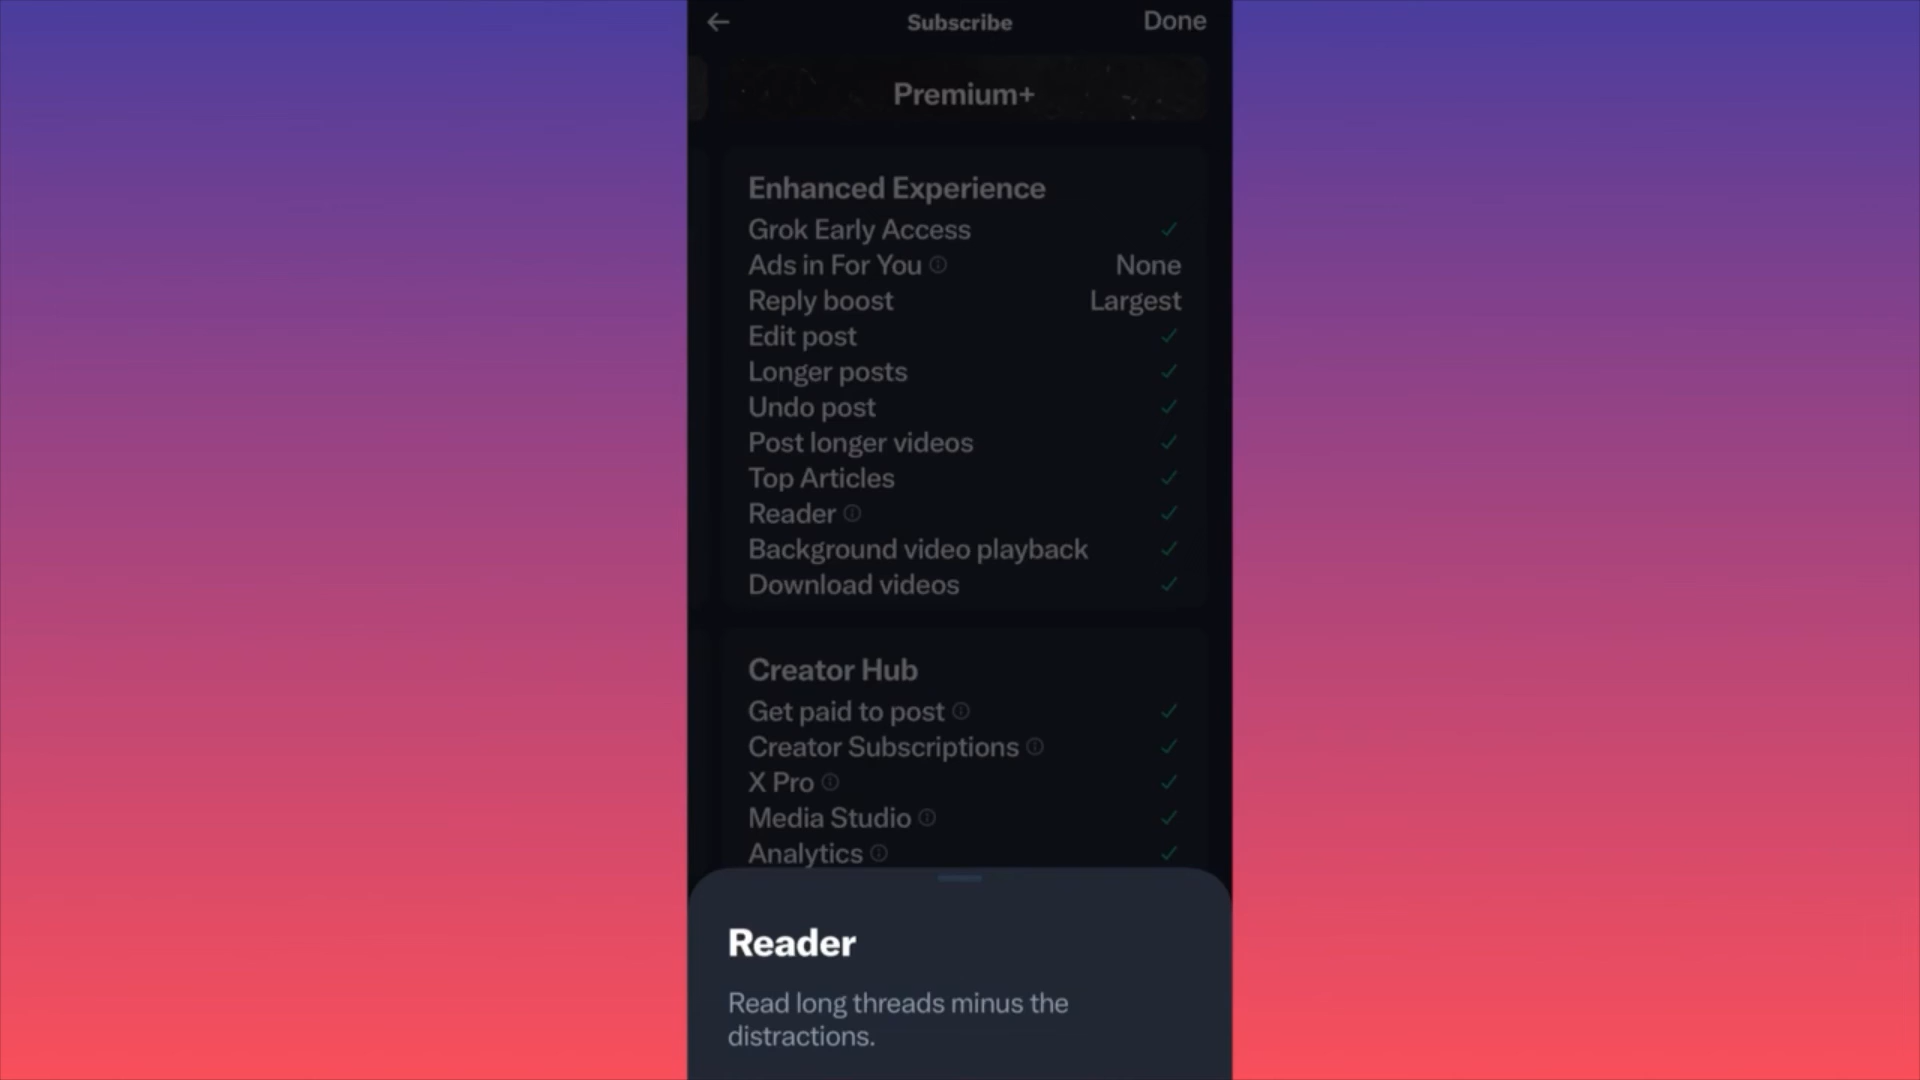 Subscribe
Done
Premium+
Enhanced Experience
Grok Early Access
Ads in For You
None
Reply boost
Largest
Edit post
Longer posts
Undo post
Post longer videos
Top Articles
Reader
Background video playback
Download videos
Creator Hub
Get paid to post
Creator Subscriptions
X Pro
Media Studio
Analytics
Reader
Read long threads minus the
distractions.